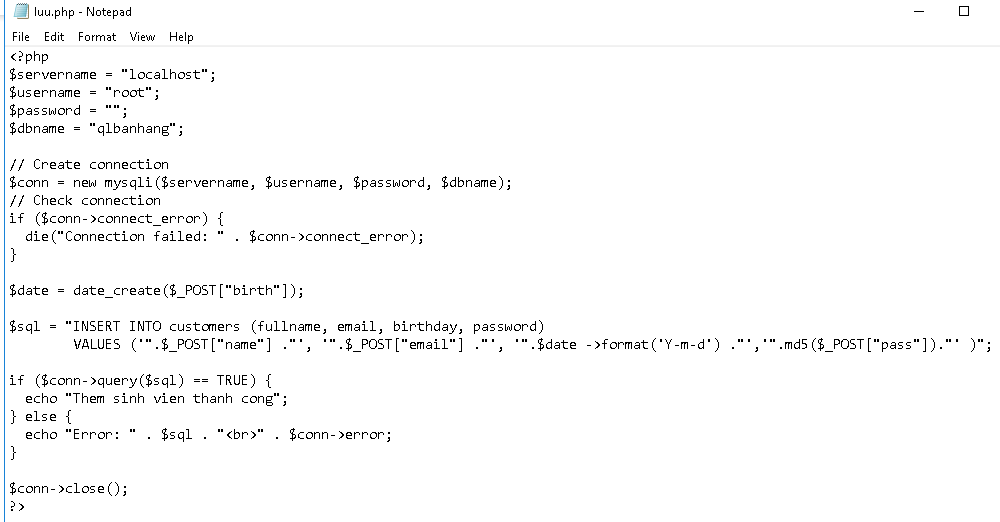 luu.php - Notepad
File Edit Format View Help
<?php
$servername = "localhost";
$username = "root";
$password = "";
$dbname = "qlbanhang";

// Create connection
$conn = new mysqli($servername, $username, $password, $dbname);
// Check connection
if ($conn->connect_error) {
  die("Connection failed: " . $conn->connect_error);
}

$date = date_create($_POST["birth"]);

$sql = "INSERT INTO customers (fullname, email, birthday, password)
        VALUES ('".$_POST["name"] ."', '".$_POST["email"] ."', '".$date ->format('Y-m-d') ."','".md5($_POST["pass"])."' )";

if ($conn->query($sql) == TRUE) {
  echo "Them sinh vien thanh cong";
} else {
  echo "Error: " . $sql . "<br>" . $conn->error;
}

$conn->close();
?>